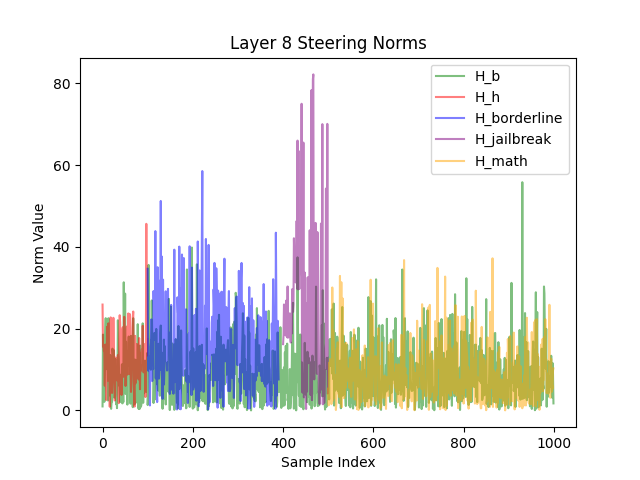 Layer 8 Steering Norms
H_b
H_h
H_borderline
H_jailbreak
H_math
Norm Value
80
60
40
20
0
0 200 400 600 800 1000
Sample Index